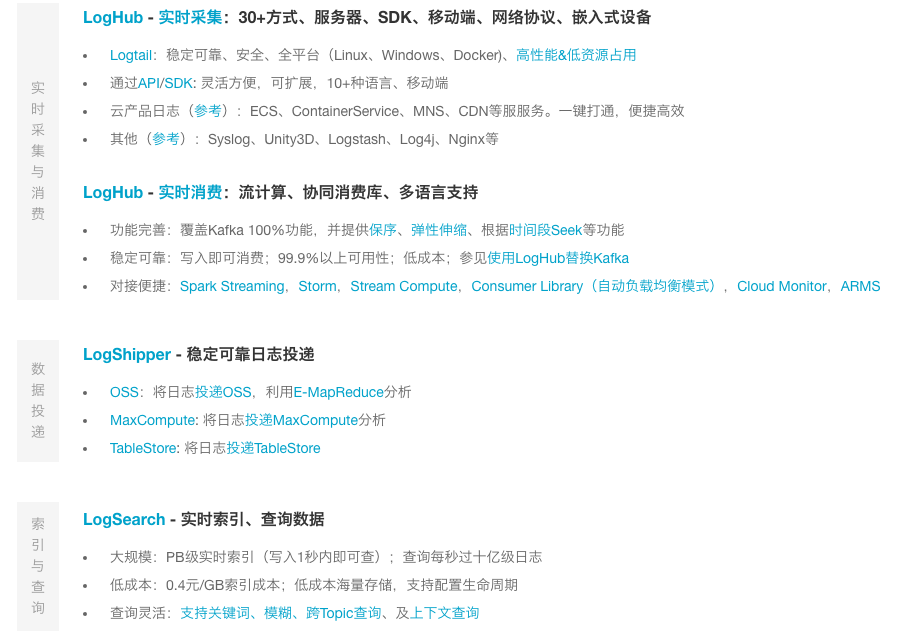 实时采集与消费
LogHub - 实时采集：30+方式、服务器、SDK、移动端、网络协议、嵌入式设备
Logtail：稳定可靠、安全、全平台（Linux、Windows、Docker)、高性能&低资源占用
通过API/SDK: 灵活方便，可扩展，10+种语言、移动端
云产品日志（参考）：ECS、ContainerService、MNS、CDN等服服务。一键打通，便捷高效
其他（参考）：Syslog、Unity3D、Logstash、Log4j、Nginx等
LogHub - 实时消费：流计算、协同消费库、多语言支持
功能完善：覆盖Kafka 100%功能，并提供保序、弹性伸缩、根据时间段Seek等功能
稳定可靠：写入即可消费；99.9%以上可用性；低成本；参见使用LogHub替换Kafka
对接便捷：Spark Streaming，Storm，Stream Compute，Consumer Library（自动负载均衡模式），Cloud Monitor，ARMS
数据投递
LogShipper - 稳定可靠日志投递
OSS：将日志投递OSS，利用E-MapReduce分析
MaxCompute: 将日志投递MaxCompute分析
TableStore: 将日志投递TableStore
索引与查询
LogSearch - 实时索引、查询数据
大规模：PB级实时索引（写入1秒内即可查）；查询每秒过十亿级日志
低成本：0.4元/GB索引成本；低成本海量存储，支持配置生命周期
查询灵活：支持关键词、模糊、跨Topic查询、及上下文查询